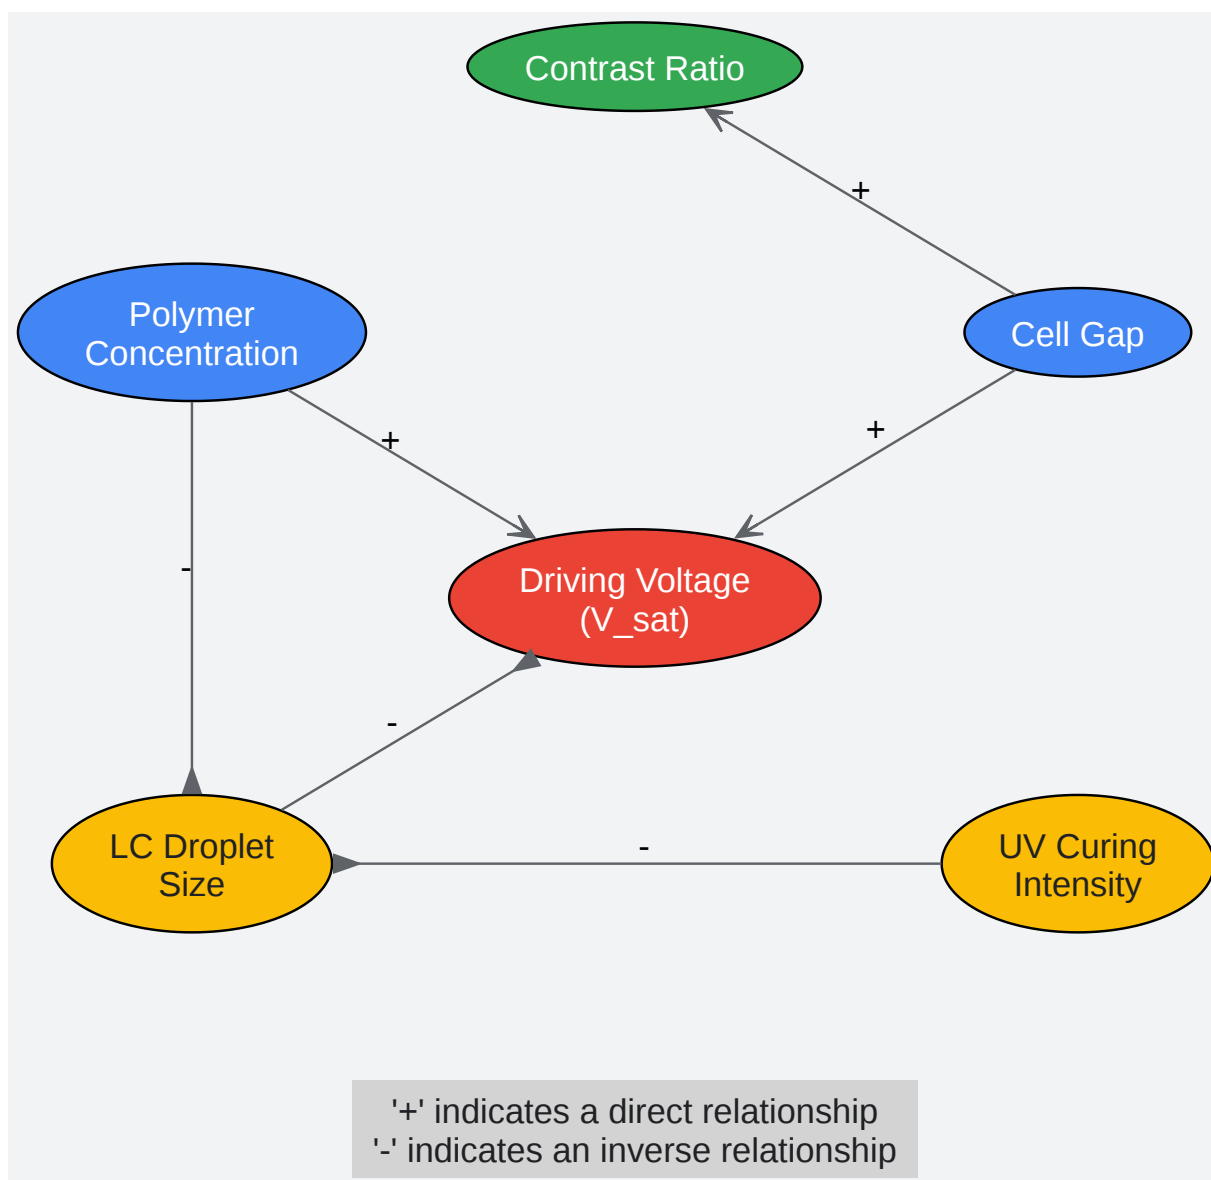 Contrast Ratio
+
Polymer
Concentration
Cell Gap
+
+
Driving Voltage
(V_sat)
-
-
LC Droplet
Size
-
UV Curing
Intensity
'+' indicates a direct relationship
'-' indicates an inverse relationship